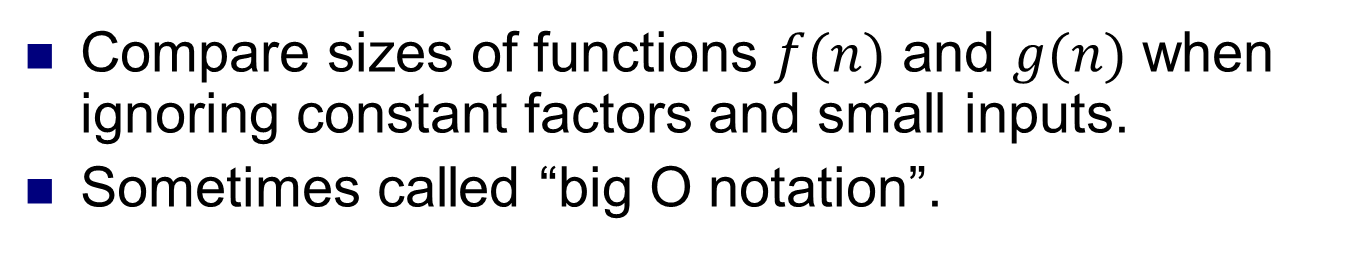 Compare sizes of functions f(n) and g(n) when
ignoring constant factors and small inputs.
Sometimes called “big O notation”.